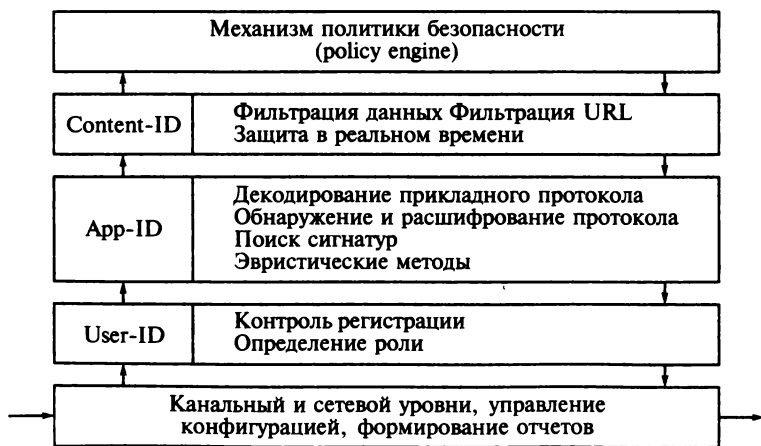 Механизм политики безопасности
(policy engine)
Content-ID
Фильтрация данных Фильтрация URL
Защита в реальном времени
App-ID
Декодирование прикладного протокола
Обнаружение и расшифрование протокола
Поиск сигнатур
Эвристические методы
User-ID
Контроль регистрации
Определение роли
Канальный и сетевой уровни, управление
конфигурацией, формирование отчетов